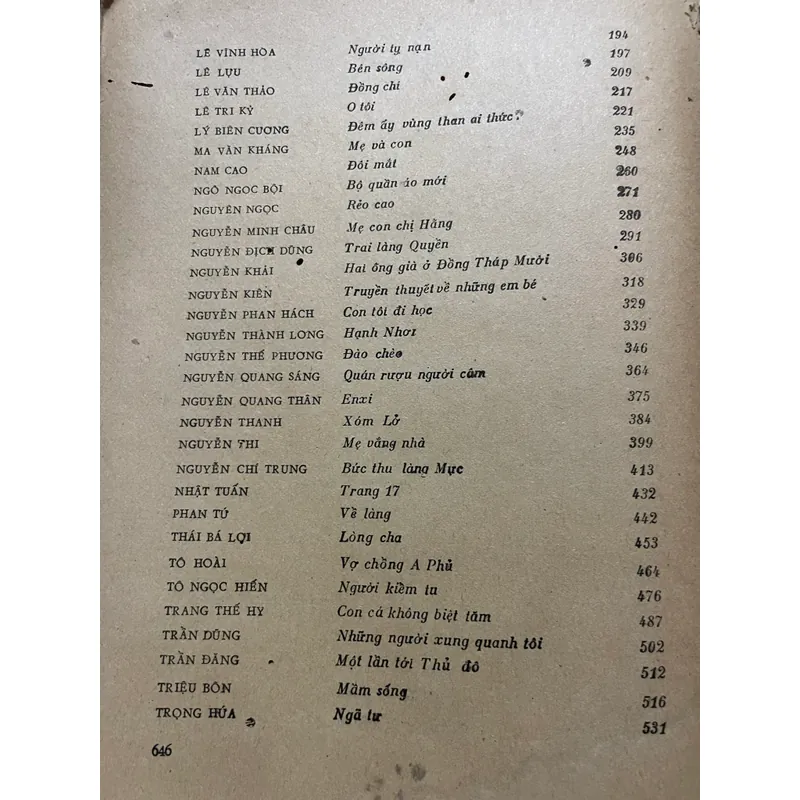 LÊ VĨNH HÒA Người tỵ nạn 194
LÊ LỰU Bến sông 197
LÊ VĂN THẢO Đồng chí 209
LÊ TRI KỶ O tôi 217
LÝ BIÊN CƯƠNG Đêm ấy vùng than ai thức? 221
MA VĂN KHÁNG Mẹ và con 235
NAM CAO Đôi mắt 248
NGÔ NGỌC BỘI Bộ quần áo mới 260
NGUYÊN NGỌC Rẻo cao 271
NGUYỄN MINH CHÂU Mẹ con chị Hằng 280
NGUYỄN ĐỊCH DŨNG Trai làng Quyền 291
NGUYỄN KHẢI Hai ông già ở Đồng Tháp Mười 306
NGUYỄN KIÊN Truyền thuyết về những em bé 318
NGUYỄN PHAN HÁCH Con tôi đi học 329
NGUYỄN THÀNH LONG Hạnh Nhơn 339
NGUYỄN THẾ PHƯƠNG Đào chèo 346
NGUYỄN QUANG SÁNG Quán rượu người câm 364
NGUYỄN QUANG THÂN Enxi 375
NGUYỄN THANH Xóm Lở 384
NGUYỄN THI Mẹ vắng nhà 399
NGUYỄN CHÍ TRUNG Bức thư làng Mực 413
NHẬT TUẤN Trang 17 432
PHAN TỨ Về làng 442
THÁI BÁ LỢI Lòng cha 453
TÔ HOÀI Vợ chồng A Phủ 464
TÔ NGỌC HIẾN Người kiểm tu 476
TRANG THẾ HY Con cá không biệt tăm 487
TRẦN DŨNG Những người xung quanh tôi 502
TRẦN ĐĂNG Một lần tới Thủ đô 512
TRIỆU BÔN Mầm sống 516
TRỌNG HỨA Ngã tư 531
646